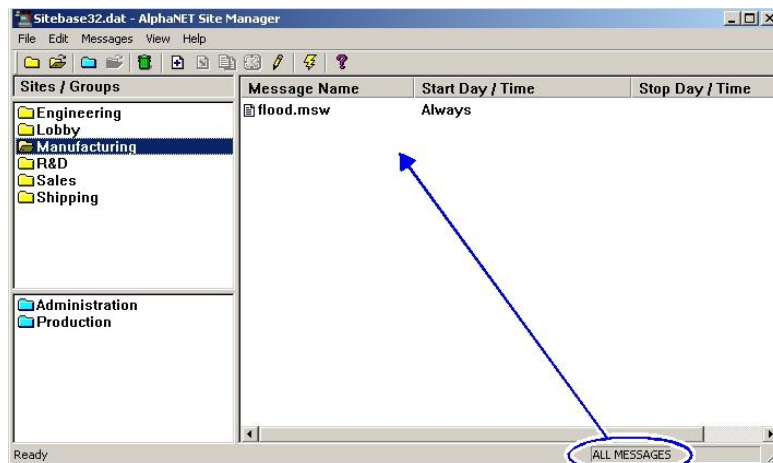 Sitebase32.dat - AlphaNET Site Manager
File Edit Messages View Help
Sites / Groups
Message Name Start Day / Time Stop Day / Time
Engineering
flood.msw Always
Lobby
Manufacturing
R&D
Sales
Shipping
Administration
Production
Ready ALL MESSAGES